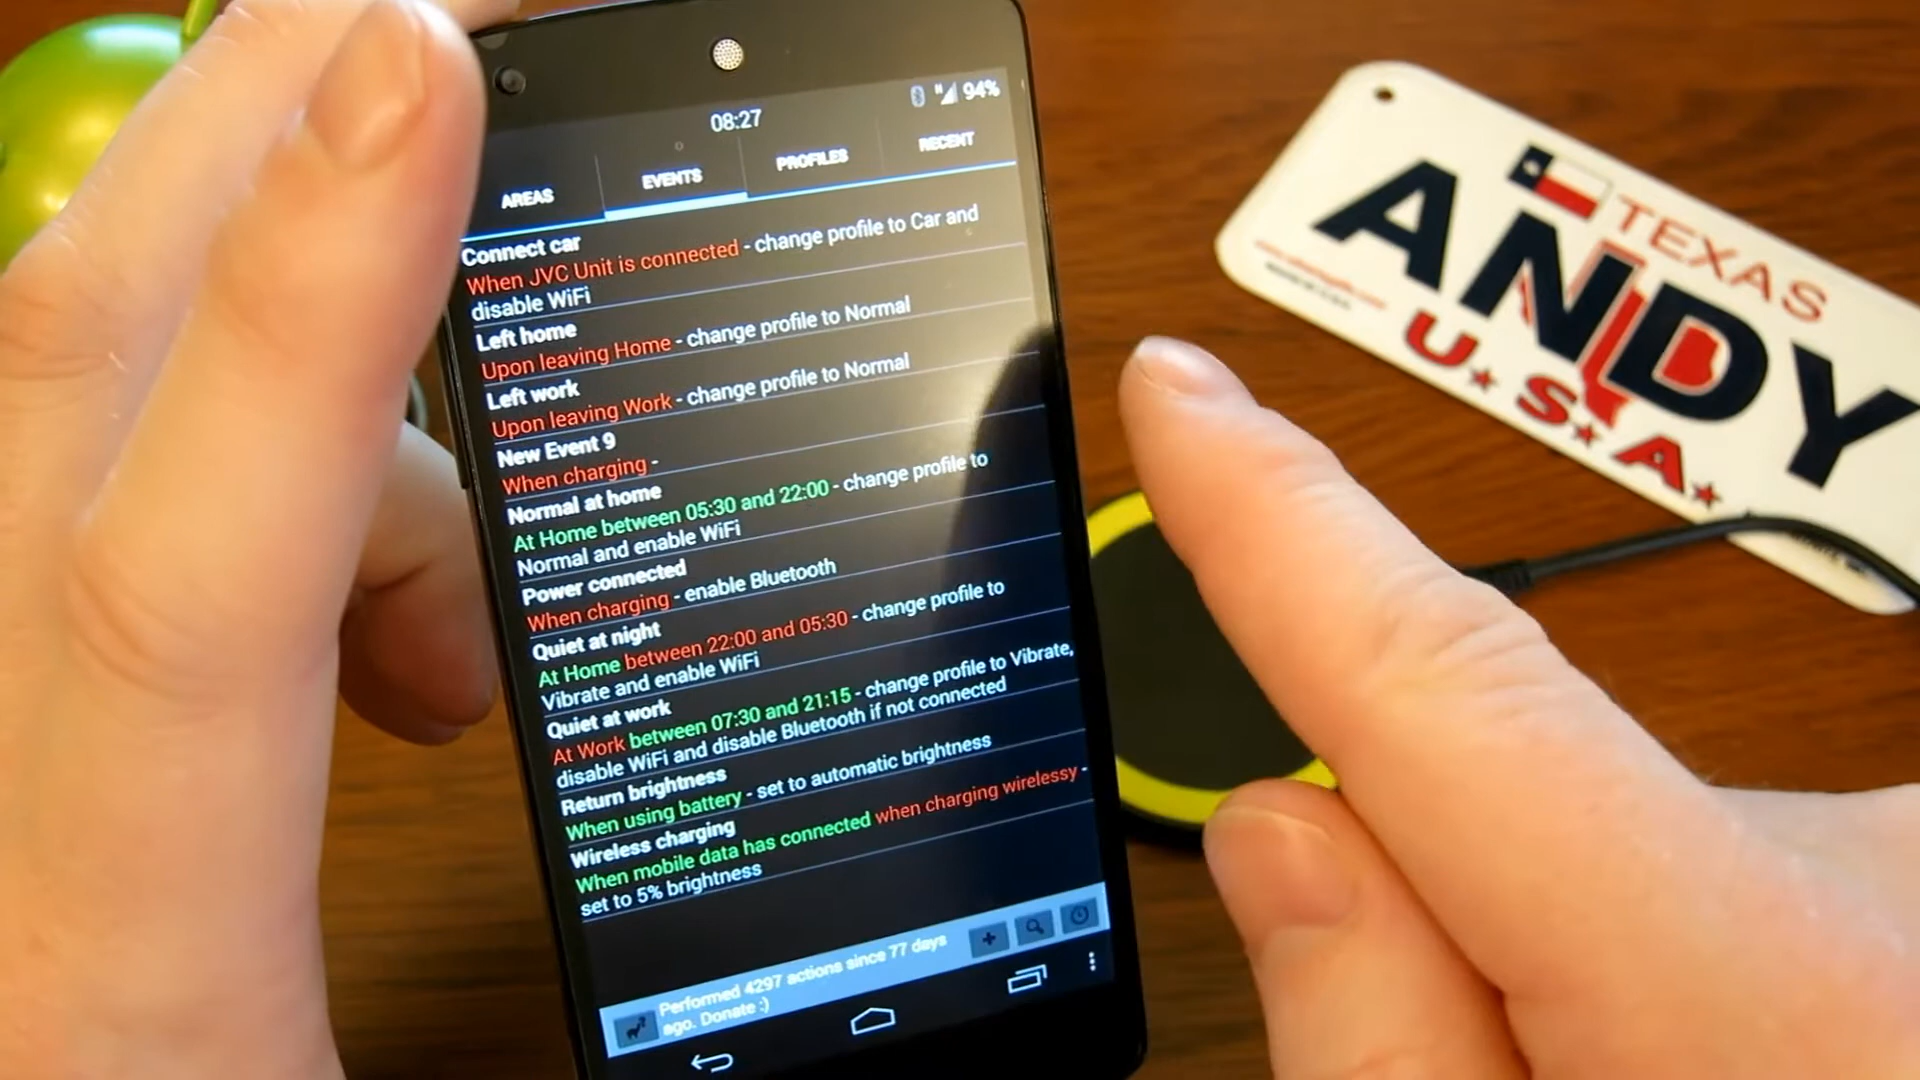 08:27
94%
AREAS
EVENTS
PROFILES
RECENT
Connect car
When JVC Unit is connected - change profile to Car and
disable WiFi
Left home
Upon leaving Home - change profile to Normal
Left work
Upon leaving Work - change profile to Normal
New Event 9
When charging -
Normal at home
At Home between 05:30 and 22:00 - change profile to
Normal and enable WiFi
Power connected
When charging - enable Bluetooth
Quiet at night
At Home between 22:00 and 05:30 - change profile to
Vibrate and enable WiFi
Quiet at work
At Work between 07:30 and 21:15 - change profile to Vibrate,
disable WiFi and disable Bluetooth if not connected
Return brightness
When using battery - set to automatic brightness
Wireless charging
When mobile data has connected when charging wirelessy -
set to 5% brightness
Performed 4297 actions since 77 days
ago. Donate :)
TEXAS
ANDY
U.S.A.